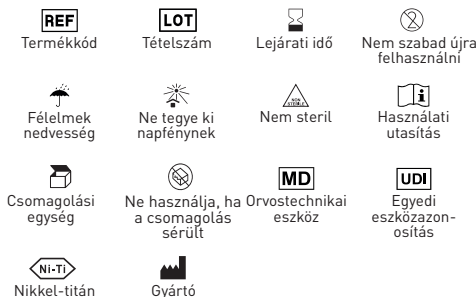 REF
LOT
Termékkód
Tételszám
Lejárati idő
Nem szabad újra
felhasználni
NON
STERILE
Félelmek
nedvesség
Ne tegye ki
napfénynek
Nem steril
Használati
utasítás
MD
UDI
Csomagolási
egység
Ne használja, ha
a csomagolás
sérült
Orvostechnikai
eszköz
Egyedi
eszközazon-
osítás
Ni-Ti
Nikkel-titán
Gyártó